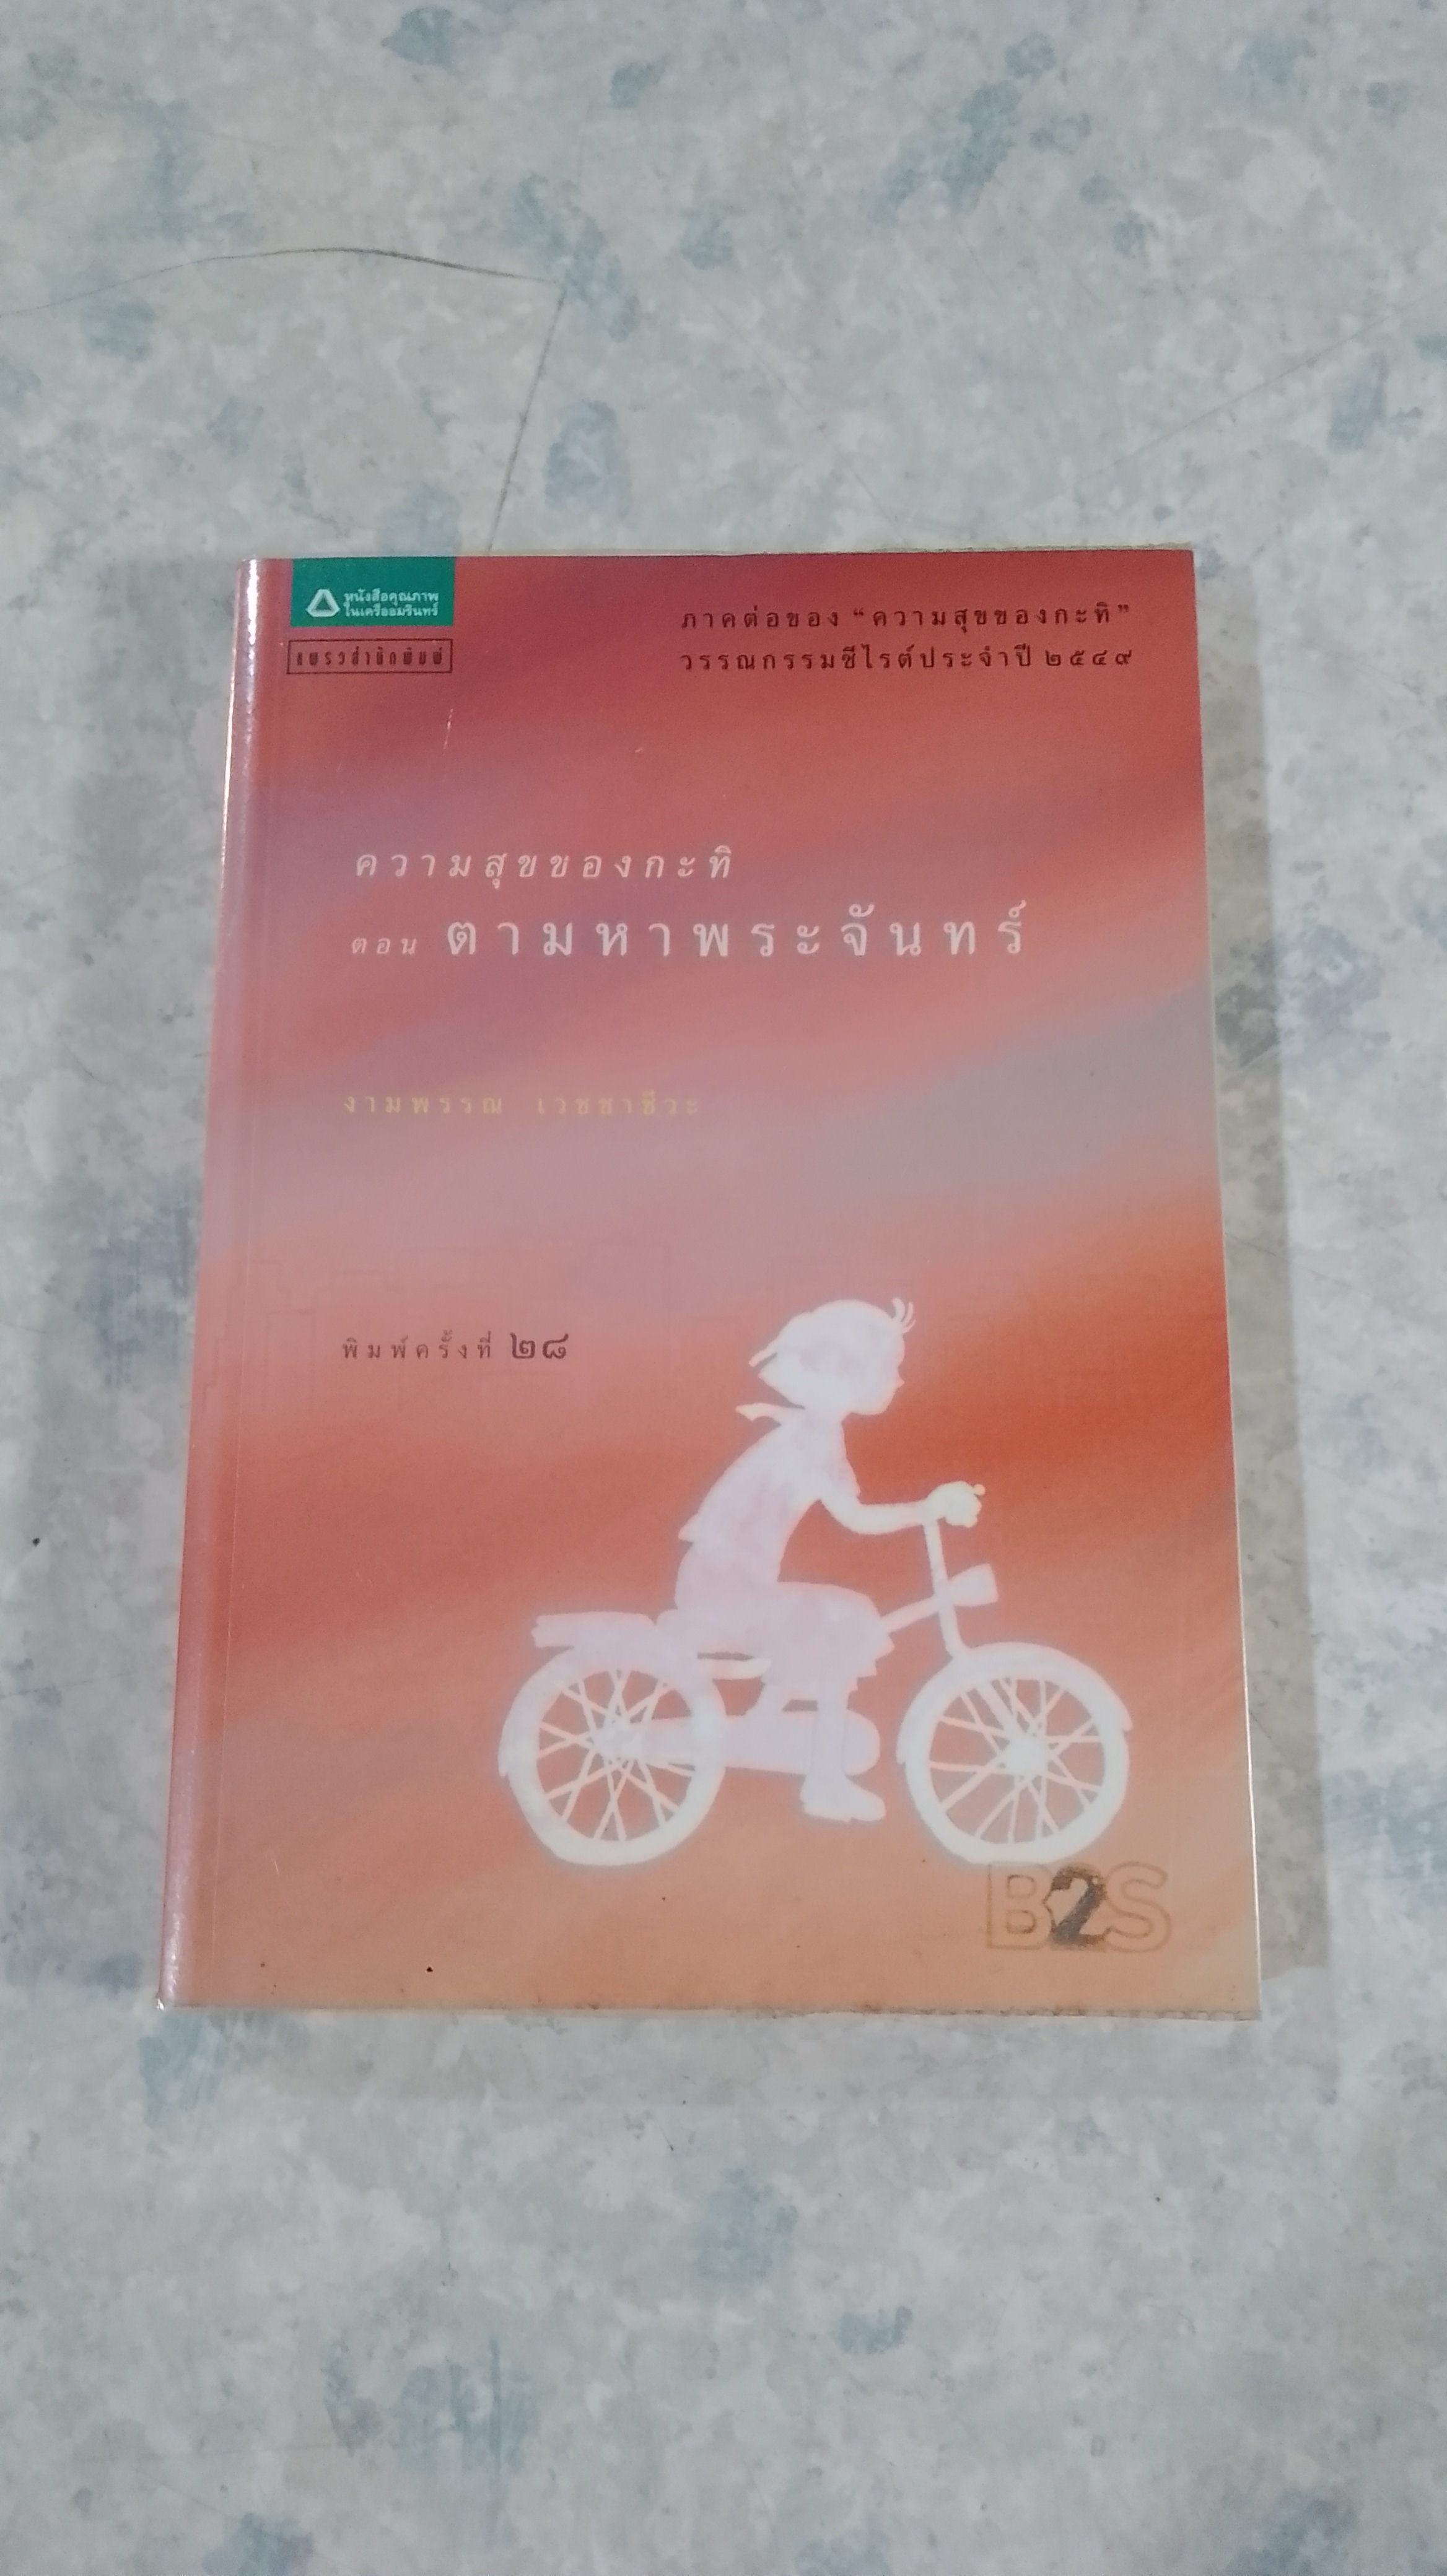 หนังสือคุณภาพ
ในเครืออมรินทร์
แพรวสำนักพิมพ์
ภาคต่อของ “ความสุขของกะทิ”
วรรณกรรมซีไรต์ประจำปี ๒๕๔๙
ความสุขของกะทิ
ตอน ตามหาพระจันทร์
งามพรรณ เวชชาชีวะ
พิมพ์ครั้งที่ ๒๘
B2S